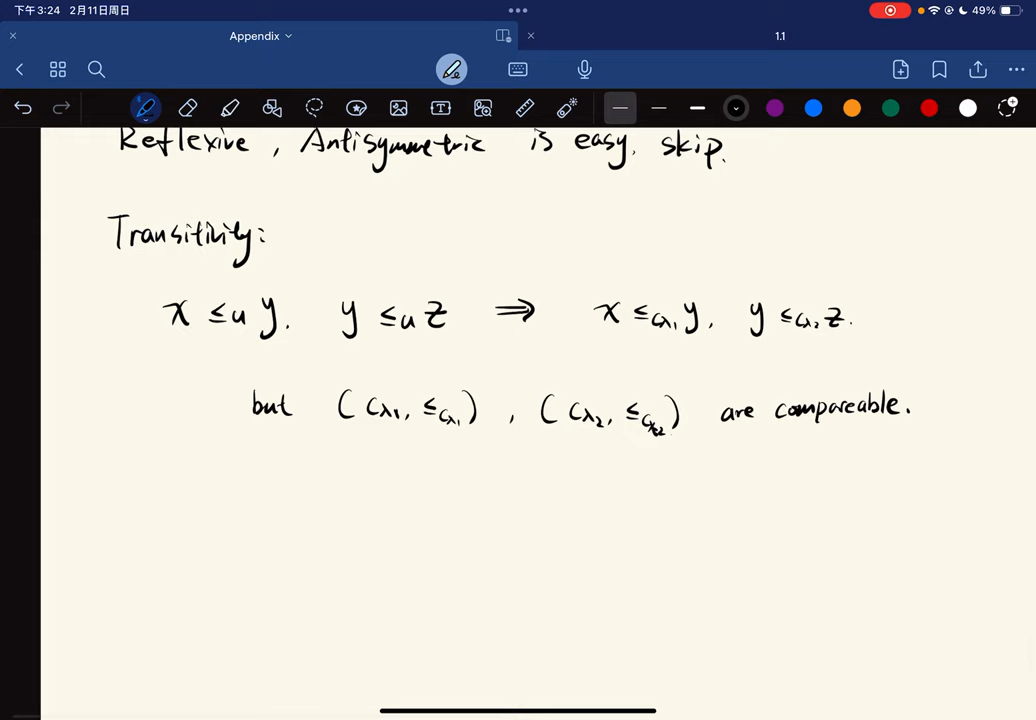 下午3:24 2月11日周日
49%
Appendix
1.1
Reflexive, Antisymmetric is easy. skip.
Transitivity:
x ≤u y. y ≤u z ⇒ x ≤cλ₁ y, y ≤cλ₂ z.
but (Cλ₁, ≤cλ₁), (Cλ₂, ≤cλ₂) are compareable.